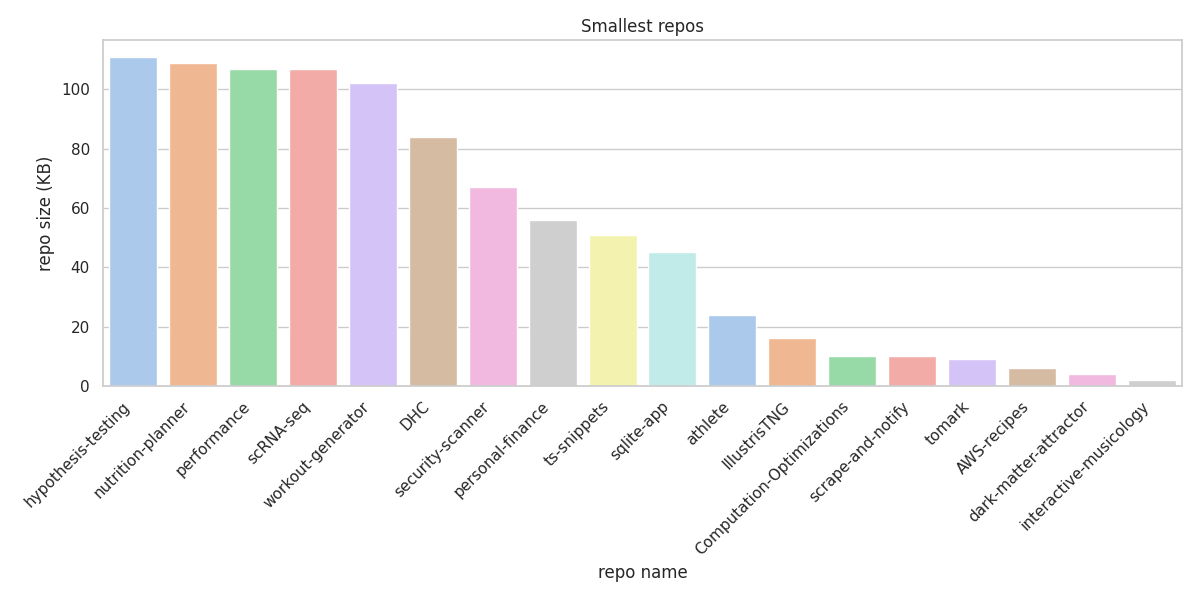 Smallest repos
repo size (KB)
100
80
60
40
20
0
hypothesis-testing
nutrition-planner
performance
scRNA-seq
workout-generator
DHC
security-scanner
personal-finance
ts-snippets
sqlite-app
athlete
IllustrisTNG
Computation-Optimizations
scrape-and-notify
tomark
AWS-recipes
dark-matter-attractor
interactive-musicology
repo name